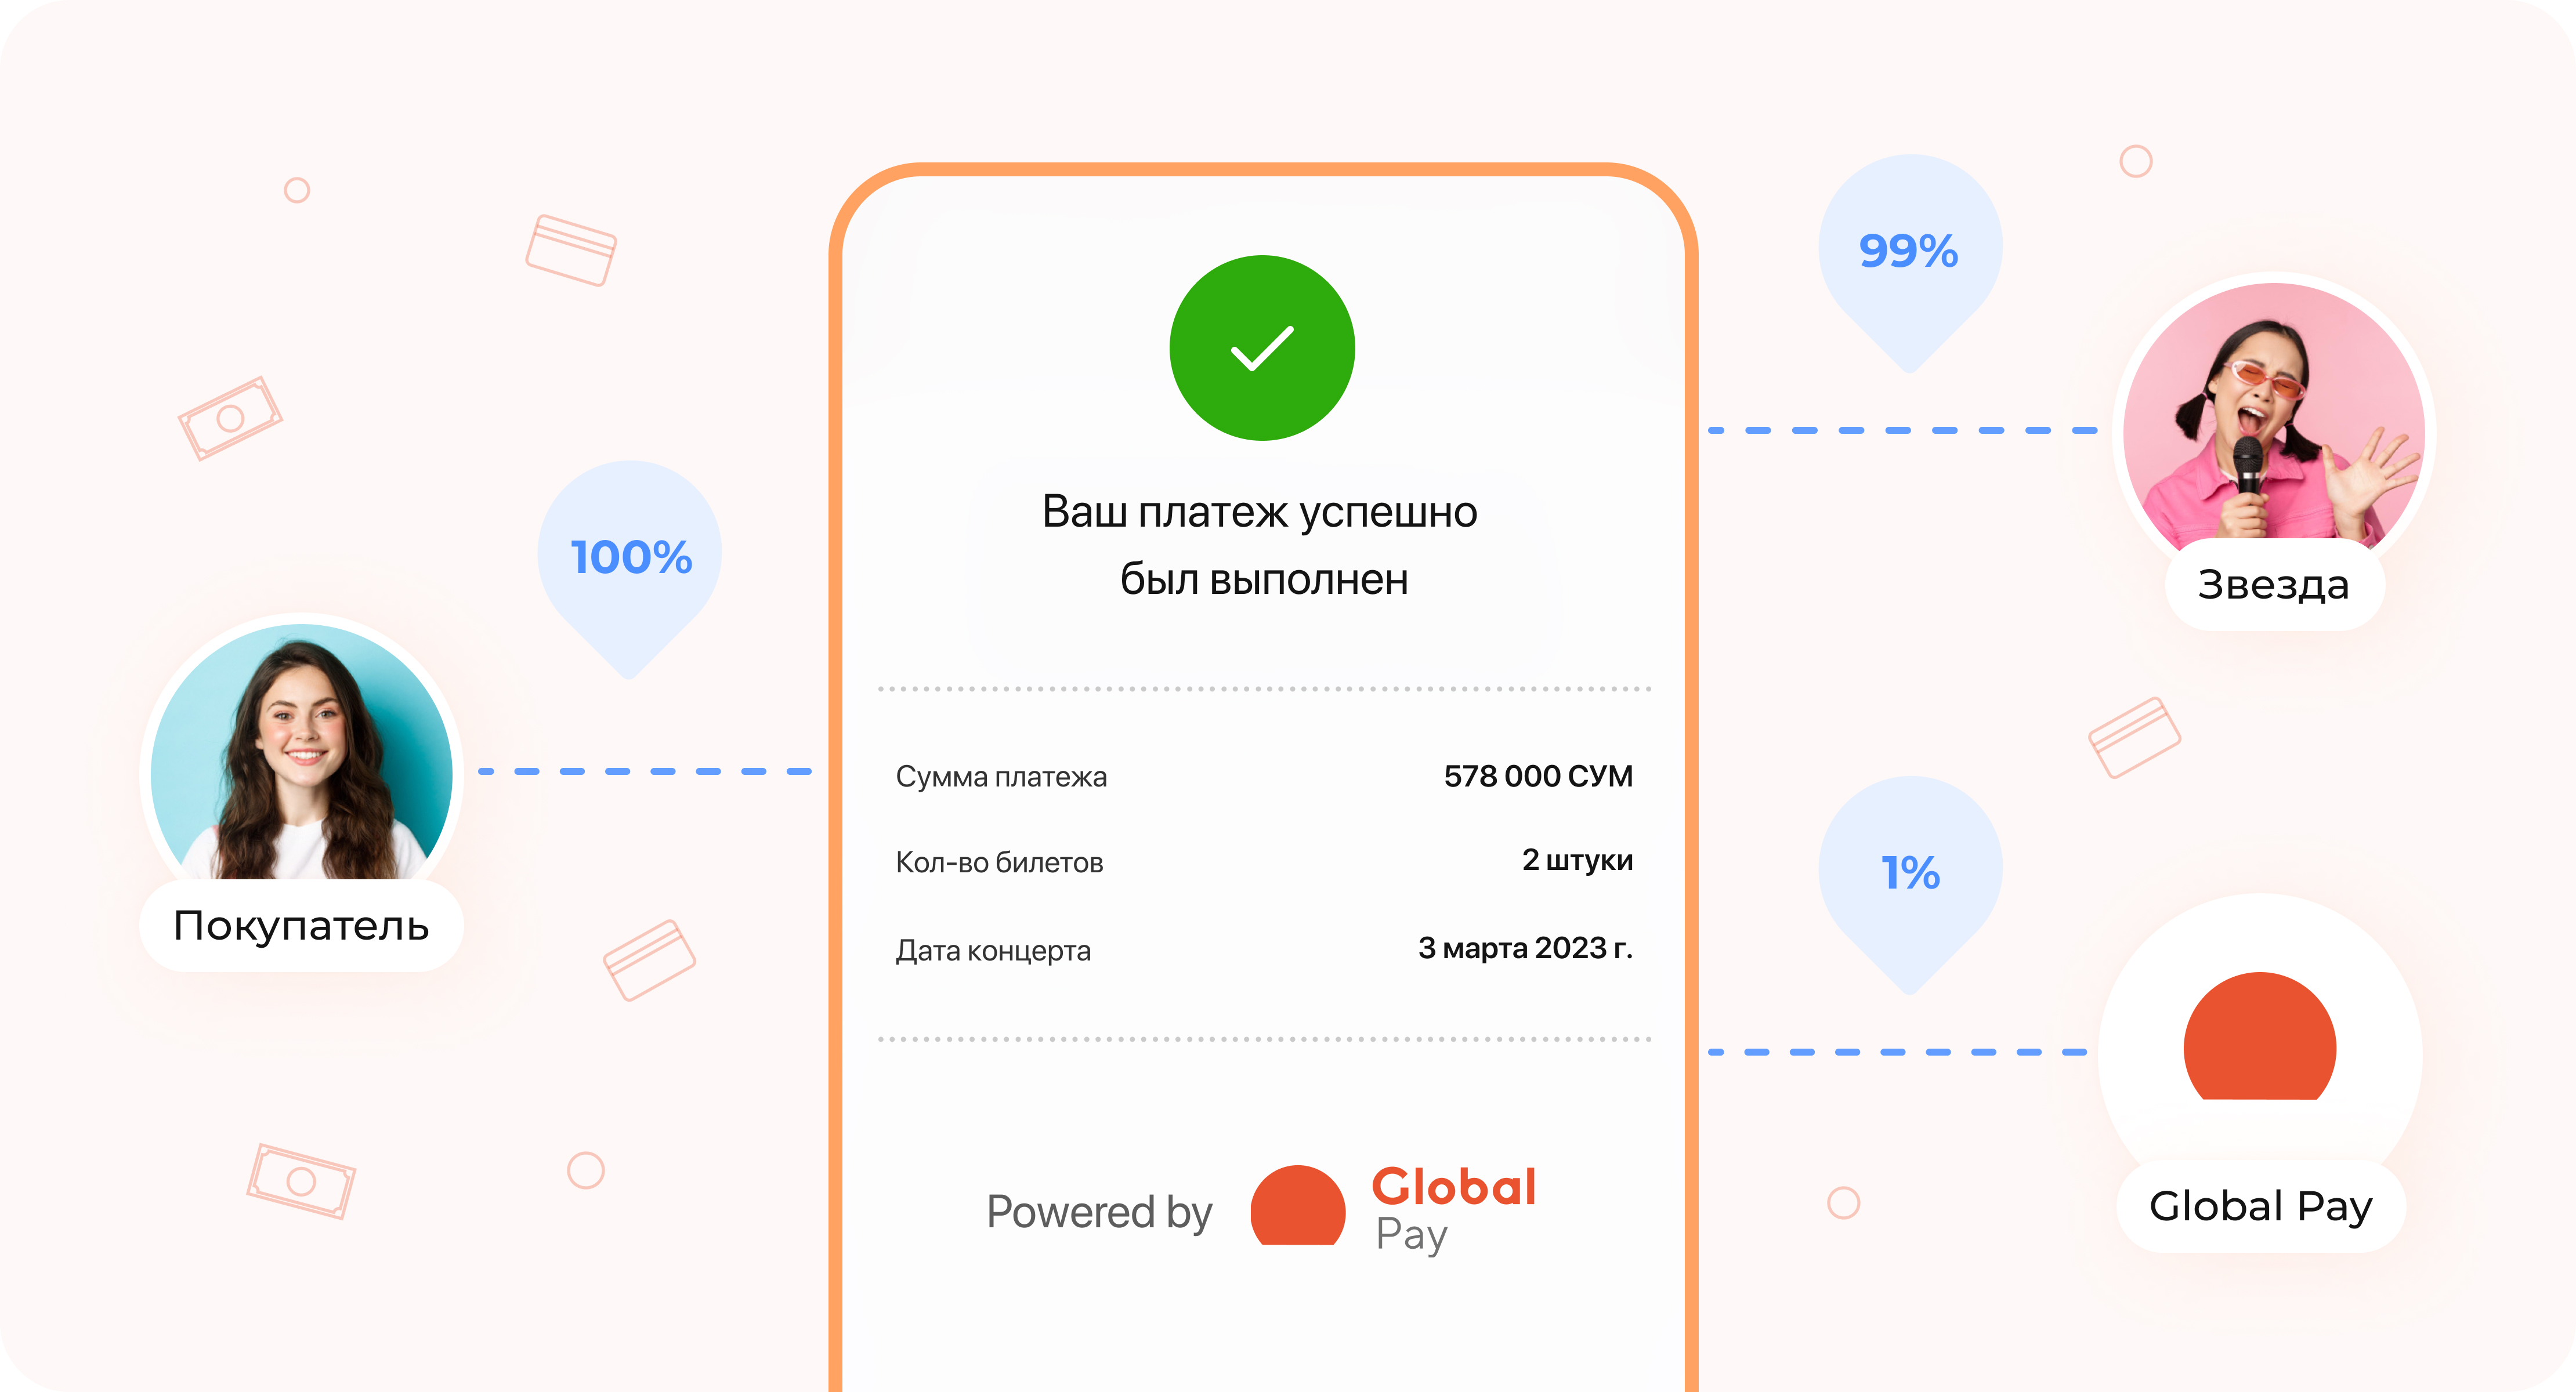 100%
Покупатель
Ваш платеж успешно
был выполнен
Сумма платежа 578 000 СУМ
Кол-во билетов 2 штуки
Дата концерта 3 марта 2023 г.
Powered by Global
Pay
99%
Звезда
1%
Global Pay